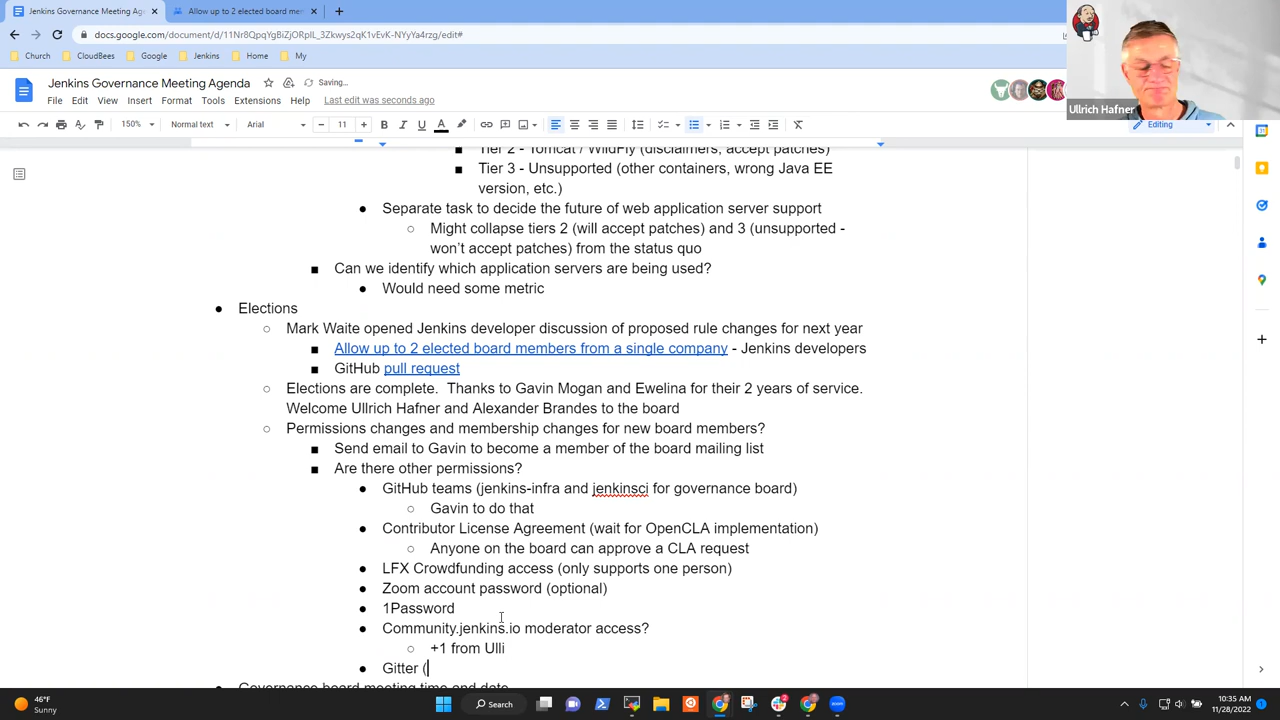 Jenkins Governance Meeting Agenda
Allow up to 2 elected board mem
docs.google.com/document/d/11Nr8QpqYgBiZjORpIL_3Zkwys2qK1vEvK-NYyYa4rzg/edit#
Church
CloudBees
Google
Jenkins
Home
My
Jenkins Governance Meeting Agenda
Saving…
File Edit View Insert Format Tools Extensions Help Last edit was seconds ago
Ullrich Hafner
150% Normal text Arial 11 Editing
Tier 2 - Tomcat / WildFly (disclaimers, accept patches)
Tier 3 - Unsupported (other containers, wrong Java EE
version, etc.)
Separate task to decide the future of web application server support
Might collapse tiers 2 (will accept patches) and 3 (unsupported -
won't accept patches) from the status quo
Can we identify which application servers are being used?
Would need some metric
Elections
Mark Waite opened Jenkins developer discussion of proposed rule changes for next year
Allow up to 2 elected board members from a single company - Jenkins developers
GitHub pull request
Elections are complete. Thanks to Gavin Mogan and Ewelina for their 2 years of service.
Welcome Ullrich Hafner and Alexander Brandes to the board
Permissions changes and membership changes for new board members?
Send email to Gavin to become a member of the board mailing list
Are there other permissions?
GitHub teams (jenkins-infra and jenkinsci for governance board)
Gavin to do that
Contributor License Agreement (wait for OpenCLA implementation)
Anyone on the board can approve a CLA request
LFX Crowdfunding access (only supports one person)
Zoom account password (optional)
1Password
Community.jenkins.io moderator access?
+1 from Ulli
Gitter (
Governance board meeting time and date
46°F
Sunny
Search
10:35 AM
11/28/2022